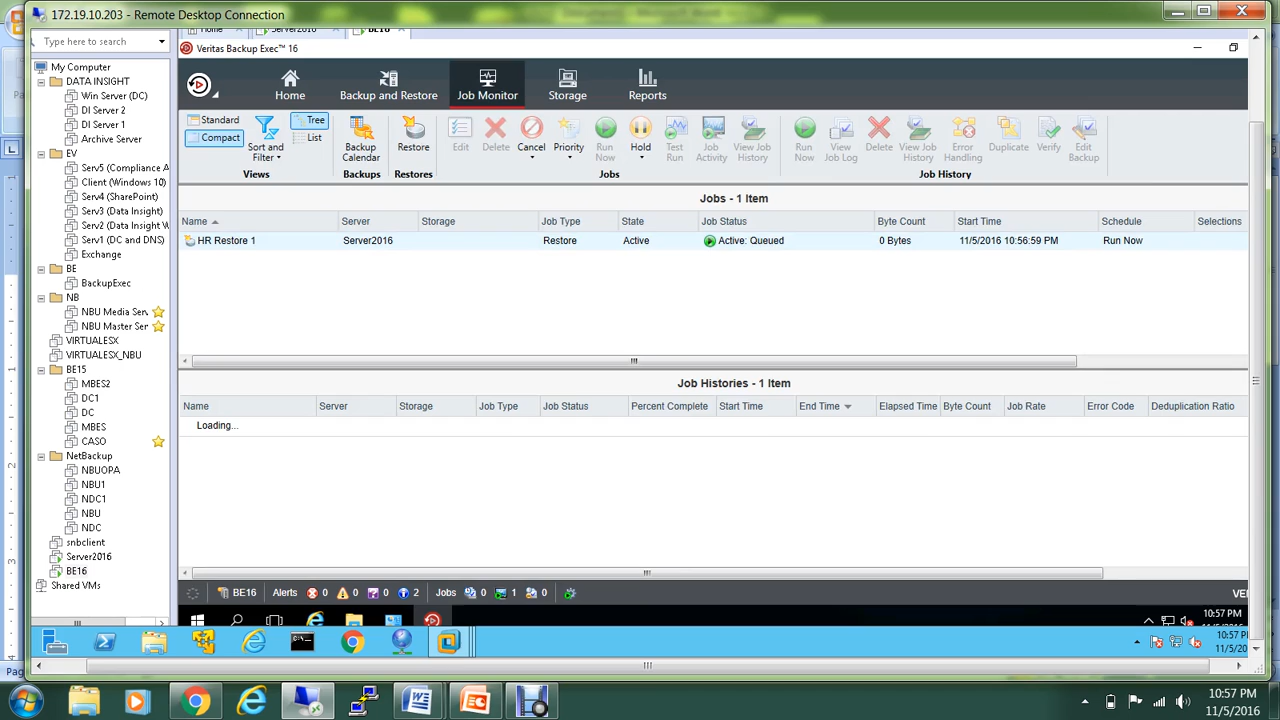 172.19.10.203 - Remote Desktop Connection
Type here to search
Home
Server2016
BE16
Veritas Backup Exec™ 16
Home
Backup and Restore
Job Monitor
Storage
Reports
Standard
Compact
Sort and Filter
Tree
List
Views
Backup Calendar
Backups
Restore
Restores
Edit
Delete
Cancel
Priority
Run Now
Hold
Test Run
Job Activity
View Job History
Jobs
Run Now
View Job Log
Delete
View Job History
Error Handling
Duplicate
Verify
Edit Backup
Job History
My Computer
DATA INSIGHT
Win Server (DC)
DI Server 2
DI Server 1
Archive Server
EV
Serv5 (Compliance A
Client (Windows 10)
Serv4 (SharePoint)
Serv3 (Data Insight)
Serv2 (Data Insight W
Serv1 (DC and DNS)
Exchange
BE
BackupExec
NB
NBU Media Serv
NBU Master Ser
VIRTUALESX
VIRTUALESX_NBU
BE15
MBES2
DC1
DC
MBES
CASO
NetBackup
NBUOPA
NBU1
NDC1
NBU
NDC
snbclient
Server2016
BE16
Shared VMs
Jobs - 1 Item
Name Server Storage Job Type State Job Status Byte Count Start Time Schedule Selections
HR Restore 1 Server2016 Restore Active Active: Queued 0 Bytes 11/5/2016 10:56:59 PM Run Now
Job Histories - 1 Item
Name Server Storage Job Type Job Status Percent Complete Start Time End Time Elapsed Time Byte Count Job Rate Error Code Deduplication Ratio
Loading...
BE16 Alerts 0 0 0 2 Jobs 0 1 0
10:57 PM
11/5/2016
10:57
11/5/20
10:57 PM
11/5/2016